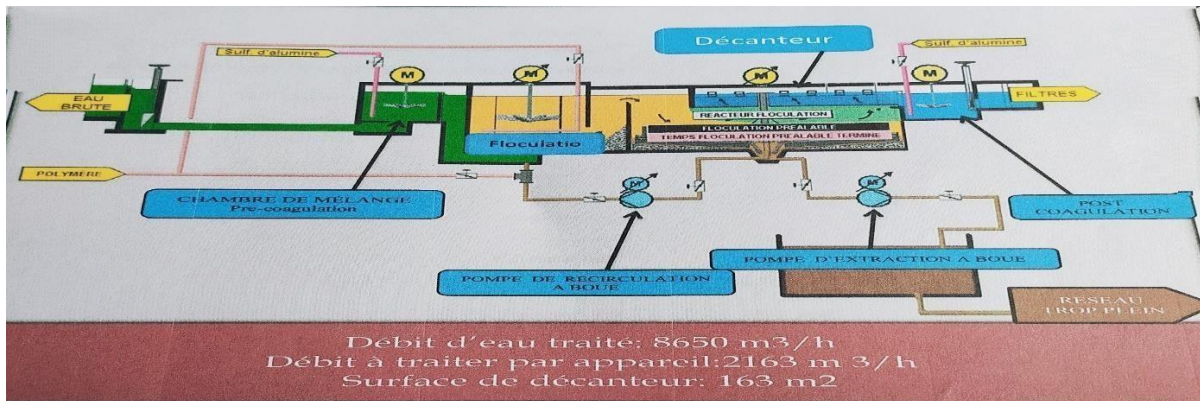 Décanteur
Sulf. d'alumine
Sulf. d'alumine
M
M
M
M
EAU
BRUTE
FILTRES
REACTEUR FLOCULATION
FLOCULATION PREALABLE
TEMPS FLOCULATION PREALABLE TERMINE
Floculatio
POLYMÈRE
CHAMBRE DE MÉLANGE
Pre-coagulation
M
M
POST
COAGULATION
POMPE DE RECIRCULATION
A BOUE
POMPE D'EXTRACTION A BOUE
RESEAU
TROP PLEIN
Débit d'eau traité: 8650 m3/h
Débit à traiter par appareil:2163 m 3/h
Surface de décanteur: 163 m2